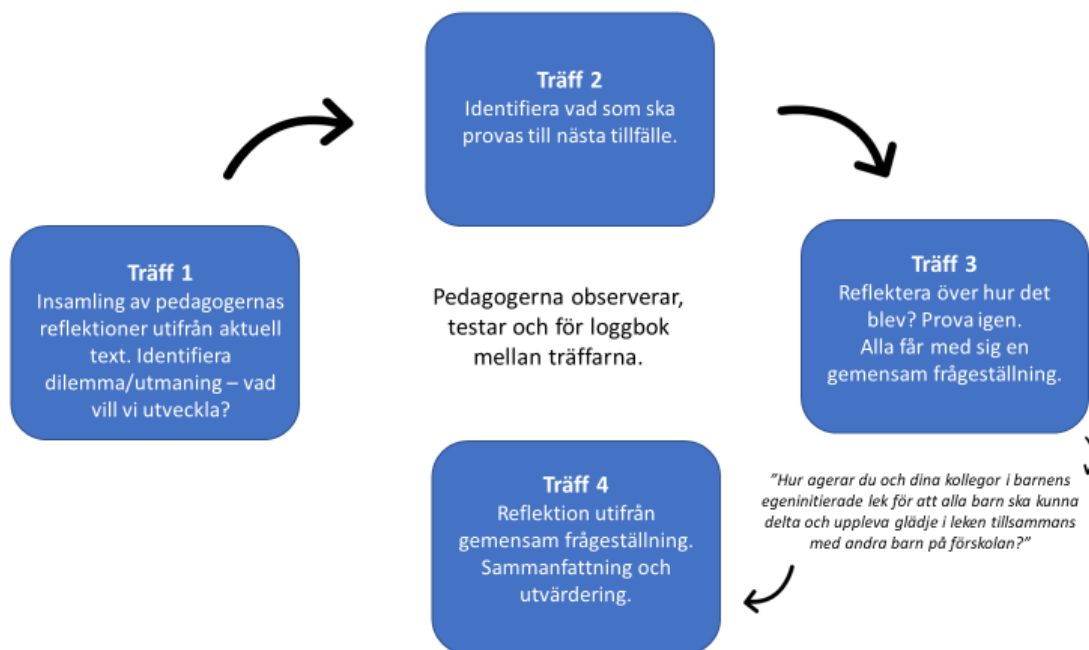 Träff 1
Insamling av pedagogernas
reflektioner utifrån aktuell
text. Identifiera
dilemma/utmaning – vad
vill vi utveckla?
Träff 2
Identifiera vad som ska
provas till nästa tillfälle.
Träff 3
Reflektera över hur det
blev? Prova igen.
Alla får med sig en
gemensam frågeställning.
"Hur agerar du och dina kollegor i barnens
egeninitierade lek för att alla barn ska kunna
delta och uppleva glädje i leken tillsammans
med andra barn på förskolan?"
Träff 4
Reflektion utifrån
gemensam frågeställning.
Sammanfattning och
utvärdering.
Pedagogerna observerar,
testar och för loggbok
mellan träffarna.